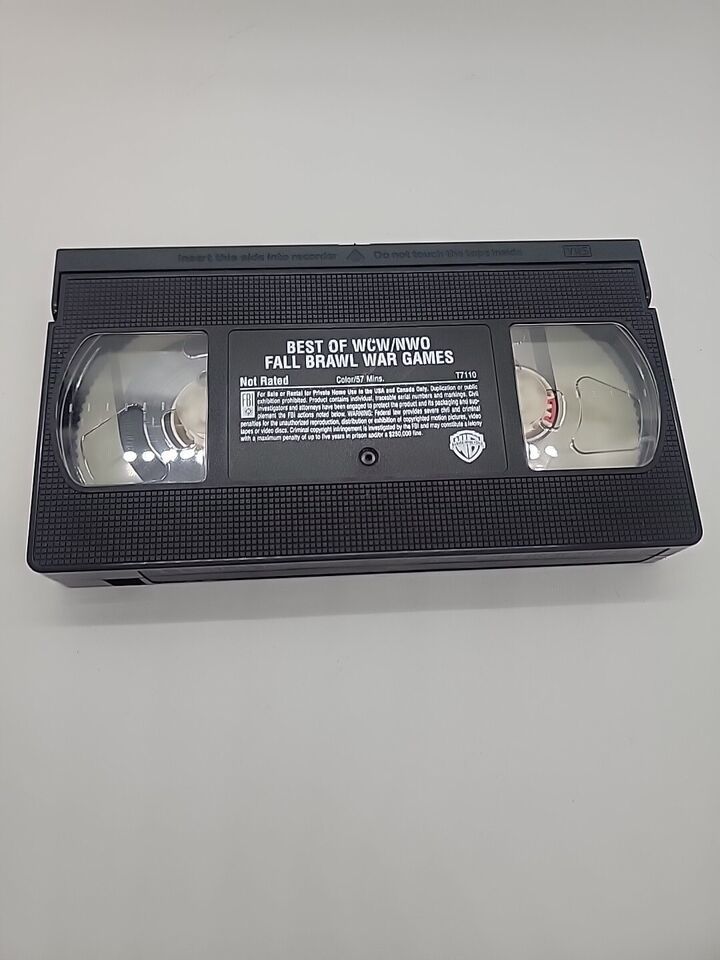 Insert this side into recorder Do not touch the tape inside VHS
BEST OF WCW/NWO
FALL BRAWL WAR GAMES
Not Rated Color/57 Mins. T7110
FBI For Sale or Rental for Private Home Use in the USA and Canada Only. Duplication or public
exhibition prohibited. Product contains individual, traceable serial numbers and markings. Civil
investigators and attorneys have been engaged to protect the product and its packaging and sup-
plement the FBI actions noted below. WARNING: Federal law provides severe civil and criminal
penalties for the unauthorized reproduction, distribution or exhibition of copyrighted motion pictures, video
tapes or video discs. Criminal copyright infringement is investigated by the FBI and may constitute a felony
with a maximum penalty of up to five years in prison and/or a $250,000 fine.
WB